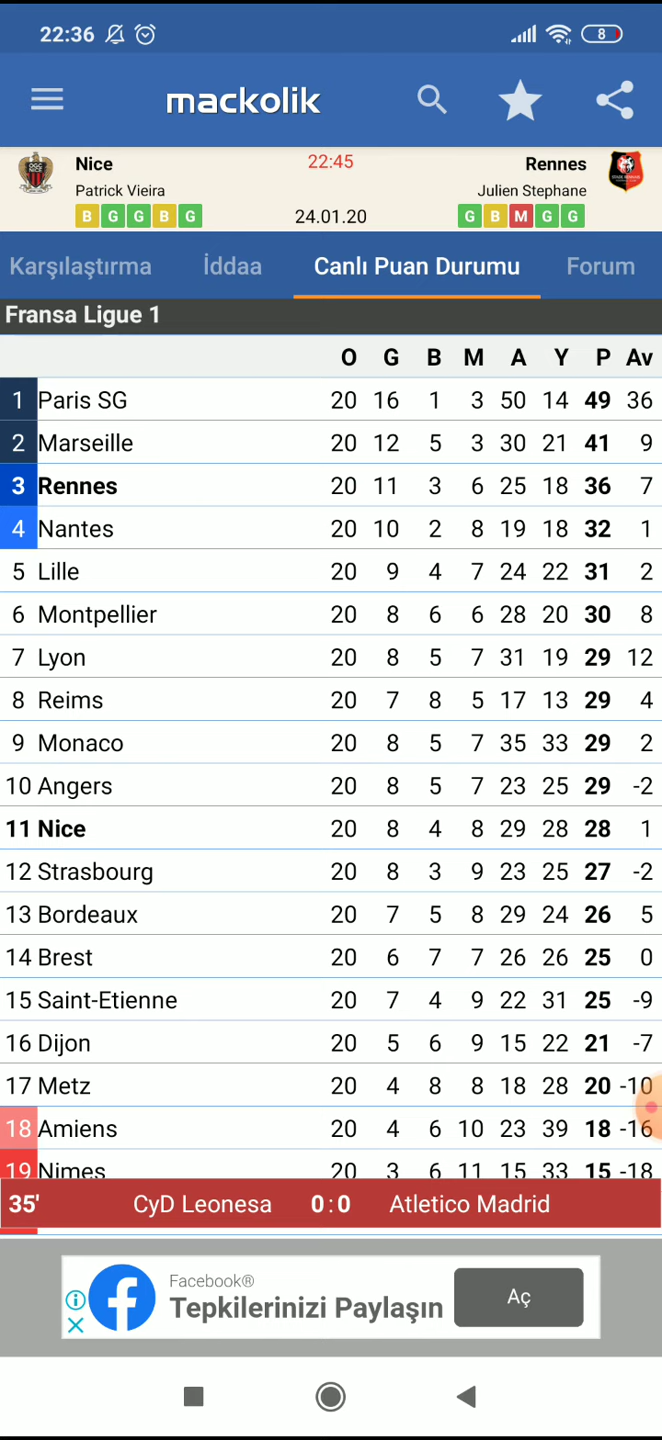 22:36 8
mackolik
Nice 22:45 Rennes
Patrick Vieira Julien Stephane
B G G B G 24.01.20 G B M G G
Karşılaştırma İddaa Canlı Puan Durumu Forum
Fransa Ligue 1
O G B M A Y P Av
1 Paris SG 20 16 1 3 50 14 49 36
2 Marseille 20 12 5 3 30 21 41 9
3 Rennes 20 11 3 6 25 18 36 7
4 Nantes 20 10 2 8 19 18 32 1
5 Lille 20 9 4 7 24 22 31 2
6 Montpellier 20 8 6 6 28 20 30 8
7 Lyon 20 8 5 7 31 19 29 12
8 Reims 20 7 8 5 17 13 29 4
9 Monaco 20 8 5 7 35 33 29 2
10 Angers 20 8 5 7 23 25 29 -2
11 Nice 20 8 4 8 29 28 28 1
12 Strasbourg 20 8 3 9 23 25 27 -2
13 Bordeaux 20 7 5 8 29 24 26 5
14 Brest 20 6 7 7 26 26 25 0
15 Saint-Etienne 20 7 4 9 22 31 25 -9
16 Dijon 20 5 6 9 15 22 21 -7
17 Metz 20 4 8 8 18 28 20 -10
18 Amiens 20 4 6 10 23 39 18 -16
19 Nimes 20 3 6 11 15 33 15 -18
35' CyD Leonesa 0:0 Atletico Madrid
Facebook®
Tepkilerinizi Paylaşın
Aç